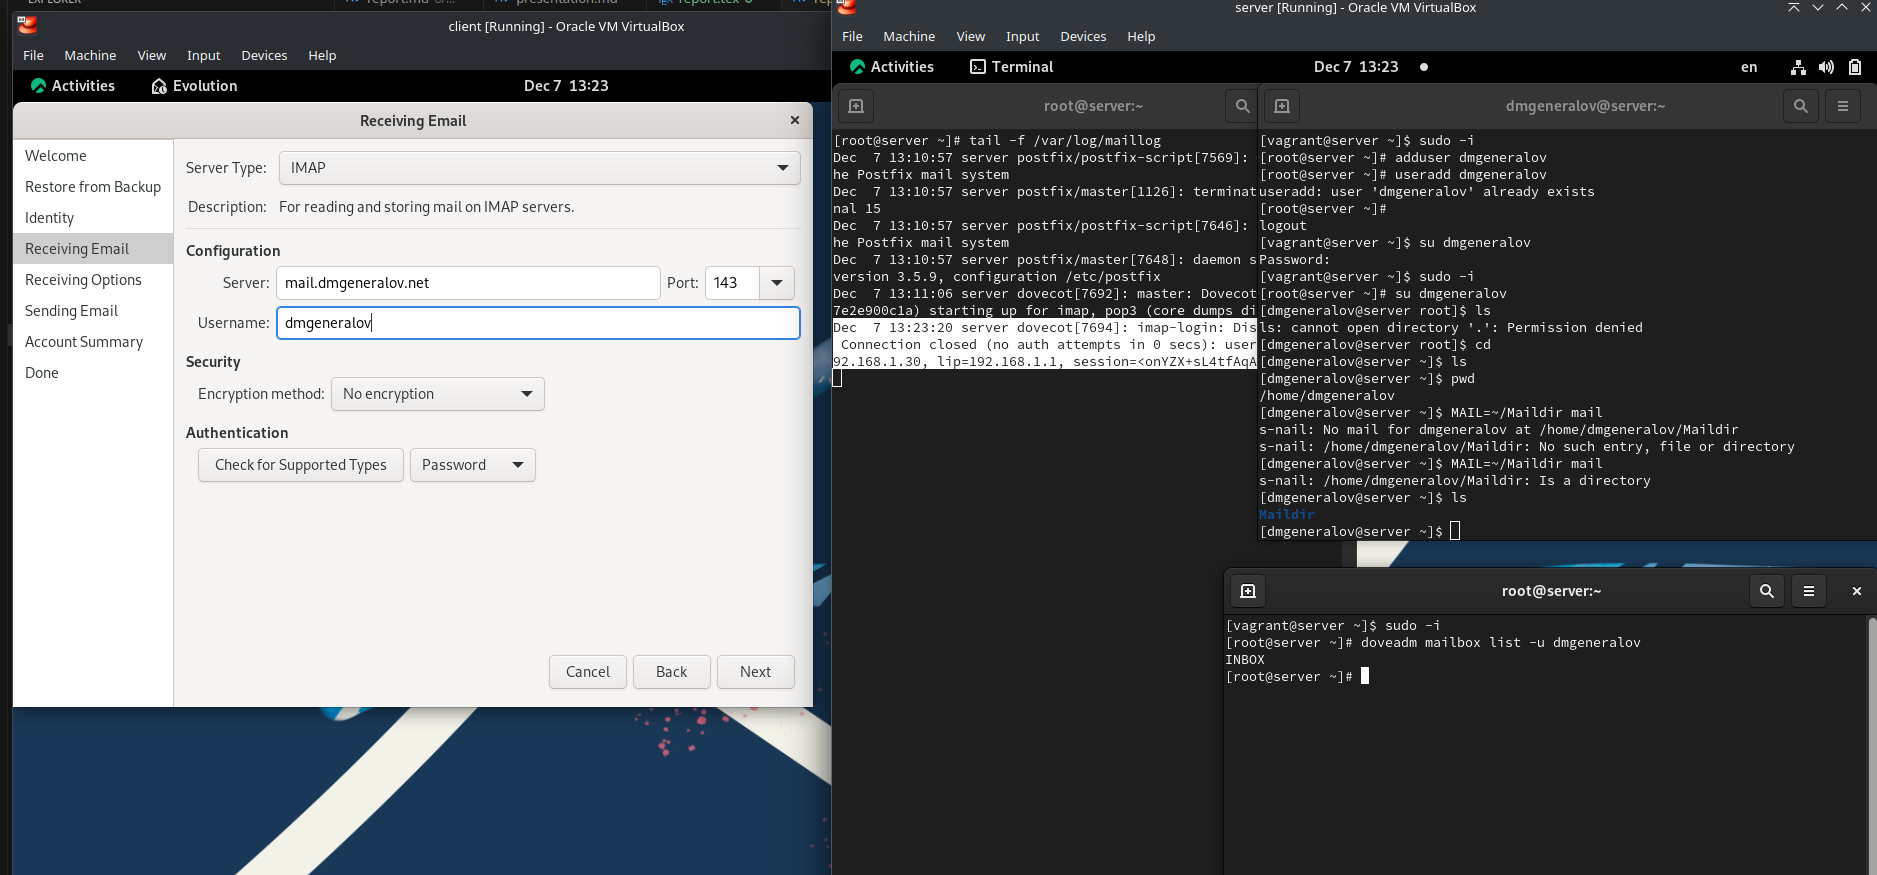 EXPLORER
report.md
presentation.md
report.tex
client [Running] - Oracle VM VirtualBox
File Machine View Input Devices Help
Activities Evolution Dec 7 13:23
Receiving Email
Welcome
Restore from Backup
Identity
Receiving Email
Receiving Options
Sending Email
Account Summary
Done
Server Type: IMAP
Description: For reading and storing mail on IMAP servers.
Configuration
Server: mail.dmgeneralov.net Port: 143
Username: dmgeneralov
Security
Encryption method: No encryption
Authentication
Check for Supported Types Password
Cancel Back Next
server [Running] - Oracle VM VirtualBox
File Machine View Input Devices Help
Activities Terminal Dec 7 13:23 en
root@server:~
[root@server ~]# tail -f /var/log/maillog
Dec  7 13:10:57 server postfix/postfix-script[7569]:
he Postfix mail system
Dec  7 13:10:57 server postfix/master[1126]: terminat
nal 15
Dec  7 13:10:57 server postfix/postfix-script[7646]:
he Postfix mail system
Dec  7 13:10:57 server postfix/master[7648]: daemon s
version 3.5.9, configuration /etc/postfix
Dec  7 13:11:06 server dovecot[7692]: master: Dovecot
7e2e900c1a) starting up for imap, pop3 (core dumps di
Dec  7 13:23:20 server dovecot[7694]: imap-login: Dis
 Connection closed (no auth attempts in 0 secs): user
92.168.1.30, lip=192.168.1.1, session=<onYZX+sL4tfAqA
dmgeneralov@server:~
[vagrant@server ~]$ sudo -i
[root@server ~]# adduser dmgeneralov
[root@server ~]# useradd dmgeneralov
useradd: user 'dmgeneralov' already exists
[root@server ~]#
logout
[vagrant@server ~]$ su dmgeneralov
Password:
[vagrant@server ~]$ sudo -i
[root@server ~]# su dmgeneralov
[dmgeneralov@server root]$ ls
ls: cannot open directory '.': Permission denied
[dmgeneralov@server root]$ cd
[dmgeneralov@server ~]$ ls
[dmgeneralov@server ~]$ pwd
/home/dmgeneralov
[dmgeneralov@server ~]$ MAIL=~/Maildir mail
s-nail: No mail for dmgeneralov at /home/dmgeneralov/Maildir
s-nail: /home/dmgeneralov/Maildir: No such entry, file or directory
[dmgeneralov@server ~]$ MAIL=~/Maildir mail
s-nail: /home/dmgeneralov/Maildir: Is a directory
[dmgeneralov@server ~]$ ls
Maildir
[dmgeneralov@server ~]$
root@server:~
[vagrant@server ~]$ sudo -i
[root@server ~]# doveadm mailbox list -u dmgeneralov
INBOX
[root@server ~]#